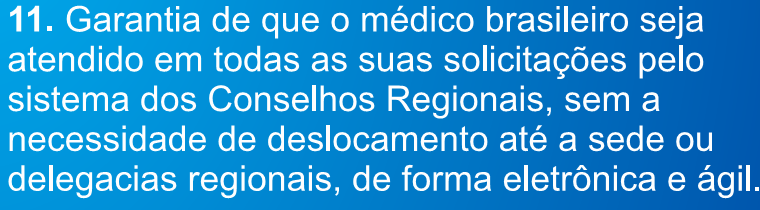 11. Garantia de que o médico brasileiro seja
atendido em todas as suas solicitações pelo
sistema dos Conselhos Regionais, sem a
necessidade de deslocamento até a sede ou
delegacias regionais, de forma eletrônica e ágil.